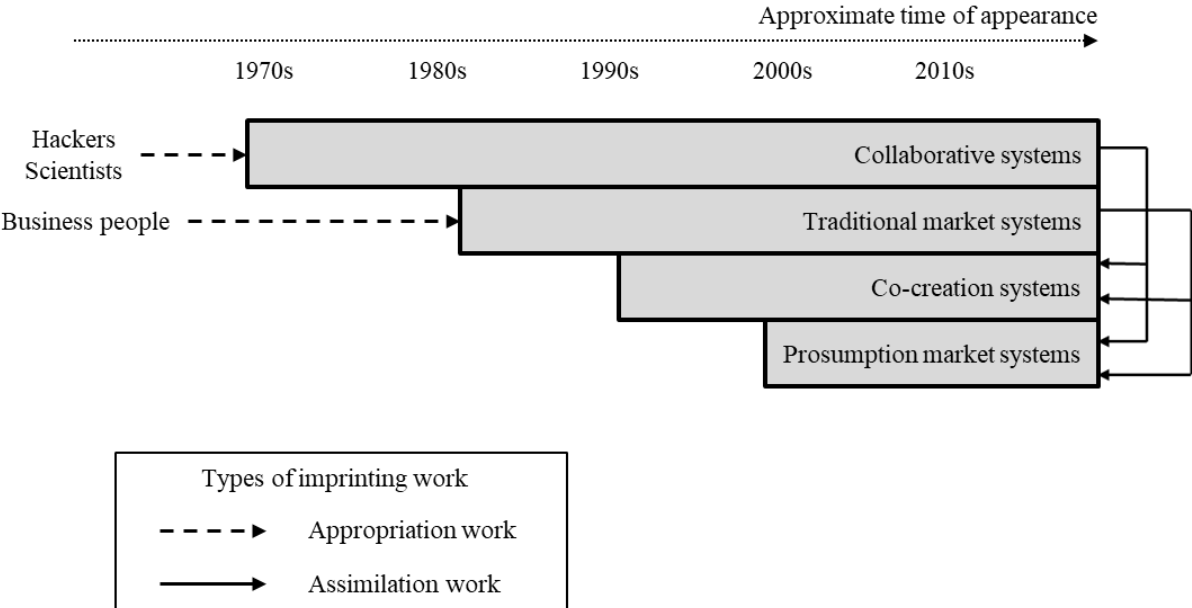 Approximate time of appearance
1970s 1980s 1990s 2000s 2010s
Hackers
Scientists
Collaborative systems
Business people
Traditional market systems
Co-creation systems
Prosumption market systems
Types of imprinting work
Appropriation work
Assimilation work